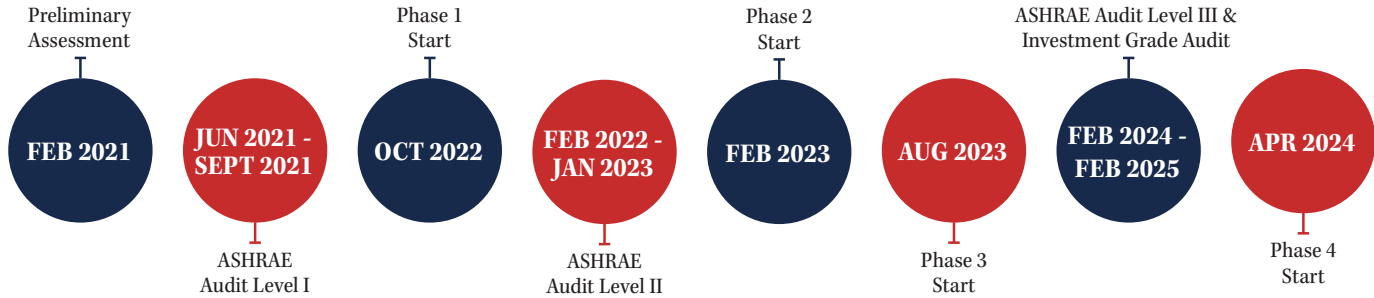 Preliminary
Assessment
FEB 2021
JUN 2021 -
SEPT 2021
ASHRAE
Audit Level I
Phase 1
Start
OCT 2022
FEB 2022 -
JAN 2023
ASHRAE
Audit Level II
Phase 2
Start
FEB 2023
AUG 2023
Phase 3
Start
ASHRAE Audit Level III &
Investment Grade Audit
FEB 2024 -
FEB 2025
APR 2024
Phase 4
Start